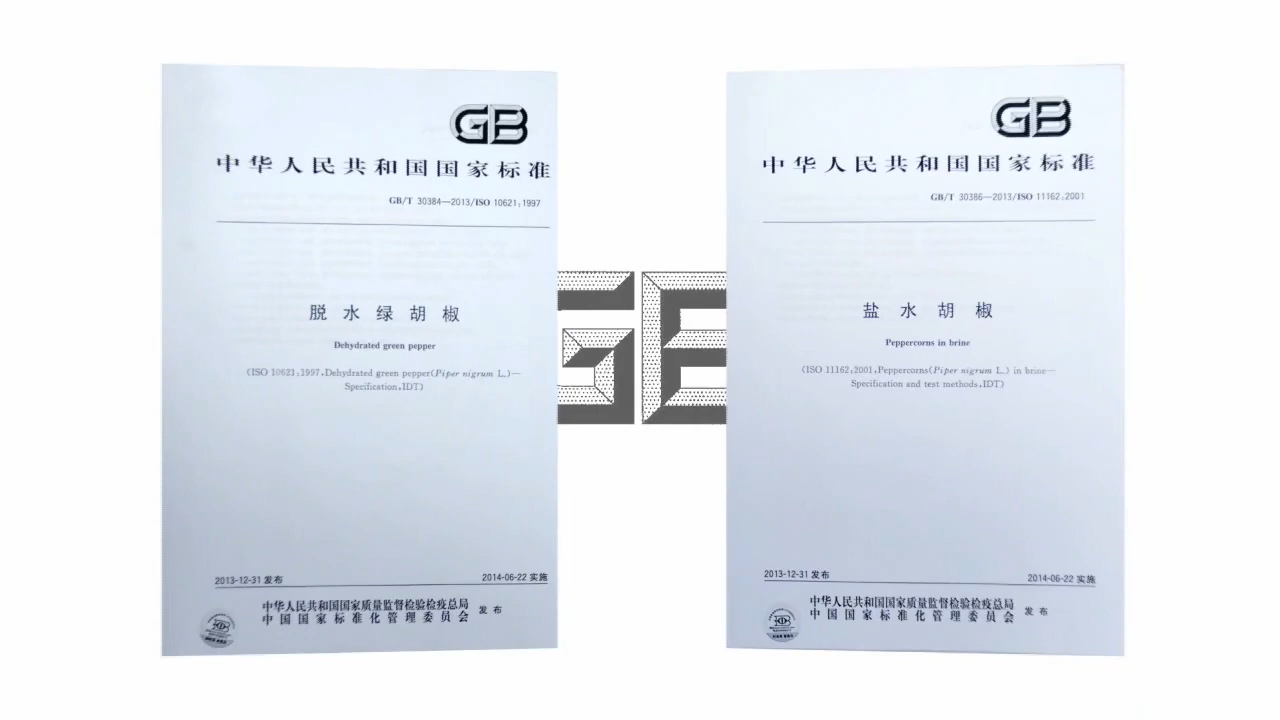 GB
中华人民共和国国家标准
GB/T 30384—2013/ISO 10621:1997
脱水绿胡椒
Dehydrated green pepper
(ISO 10621:1997,Dehydrated green pepper(Piper nigrum L.)—
Specification,IDT)
2013-12-31 发布
2014-06-22 实施
中华人民共和国国家质量监督检验检疫总局
中国国家标准化管理委员会
发布
GB
GB
中华人民共和国国家标准
GB/T 30386—2013/ISO 11162:2001
盐水胡椒
Peppercorns in brine
(ISO 11162:2001,Peppercorns(Piper nigrum L.) in brine—
Specification and test methods,IDT)
2013-12-31 发布
2014-06-22 实施
中华人民共和国国家质量监督检验检疫总局
中国国家标准化管理委员会
发布